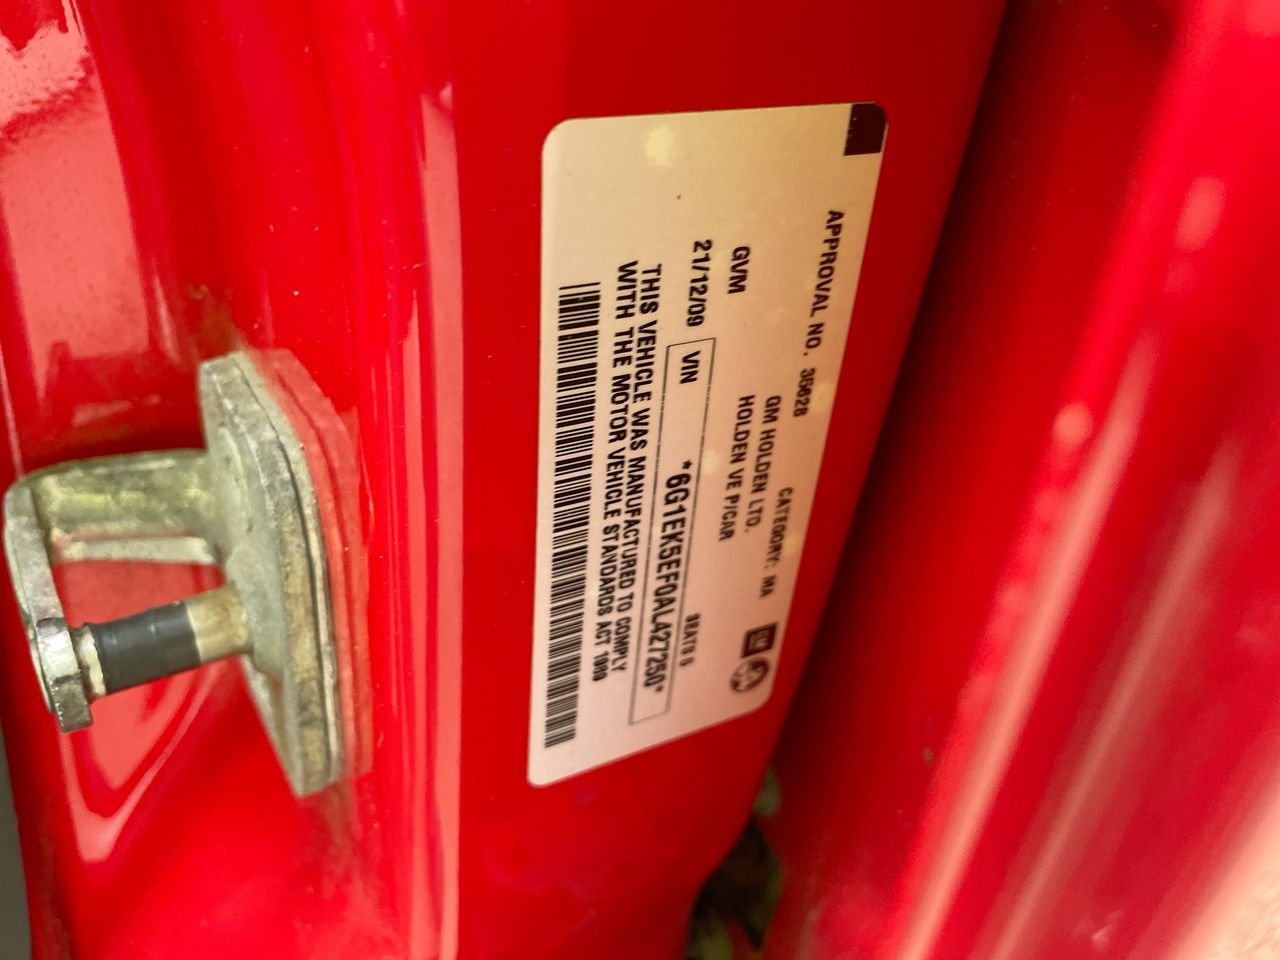 APPROVAL NO. 35628 CATEGORY: MA
GM HOLDEN LTD. GM
GVM HOLDEN VE P/CAR
21/12/09 SEATS 5
VIN *6G1EK5EF0AL427250*
THIS VEHICLE WAS MANUFACTURED TO COMPLY
WITH THE MOTOR VEHICLE STANDARDS ACT 1989